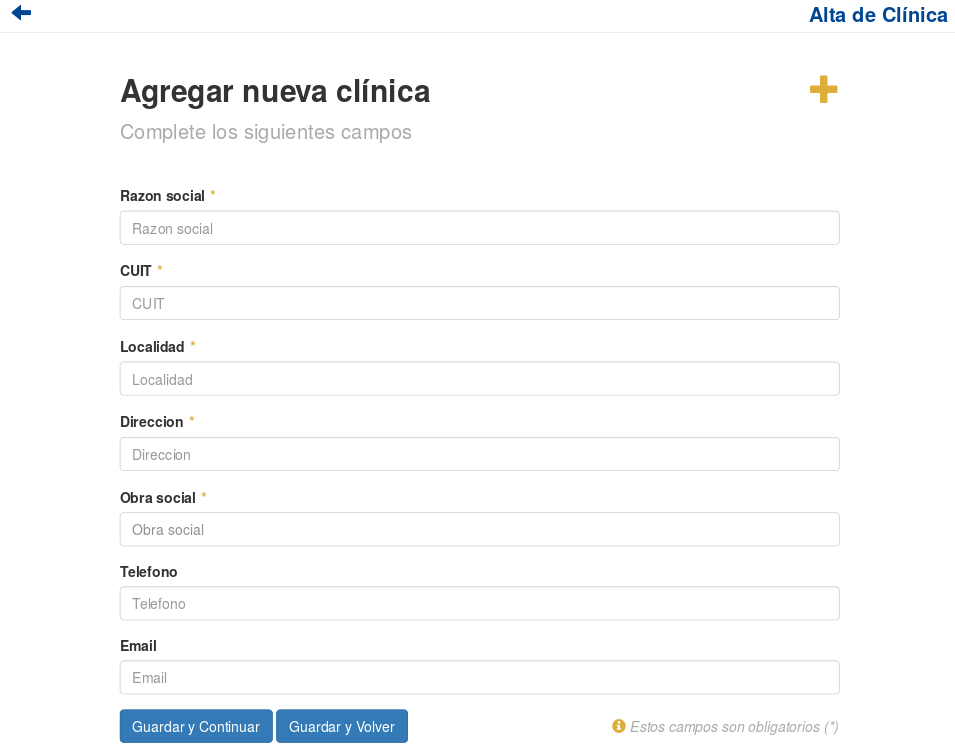 Alta de Clínica
Agregar nueva clínica
Complete los siguientes campos
Razon social *
Razon social
CUIT *
CUIT
Localidad *
Localidad
Direccion *
Direccion
Obra social *
Obra social
Telefono
Telefono
Email
Email
Guardar y Continuar Guardar y Volver Estos campos son obligatorios (*)